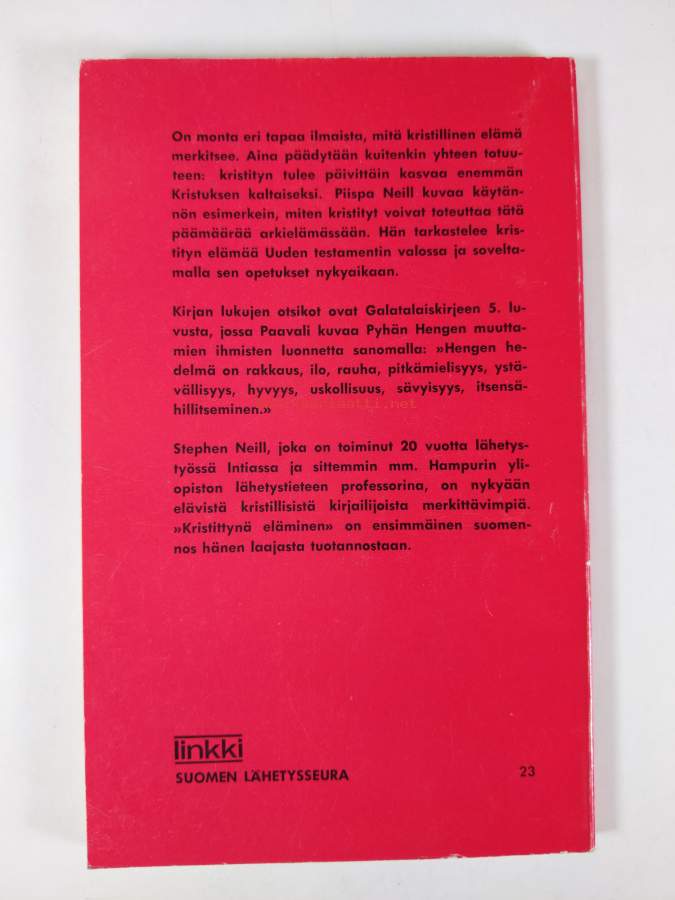 On monta eri tapaa ilmaista, mitä kristillinen elämä
merkitsee. Aina päädytään kuitenkin yhteen totuu-
teen: kristityn tulee päivittäin kasvaa enemmän
Kristuksen kaltaiseksi. Piispa Neill kuvaa käytän-
nön esimerkein, miten kristityt voivat toteuttaa tätä
päämäärää arkielämässään. Hän tarkastelee kris-
tityn elämää Uuden testamentin valossa ja sovelta-
malla sen opetukset nykyaikaan.
Kirjan lukujen otsikot ovat Galatalaiskirjeen 5. lu-
vusta, jossa Paavali kuvaa Pyhän Hengen muutta-
mien ihmisten luonnetta sanomalla: »Hengen he-
delmä on rakkaus, ilo, rauha, pitkämielisyys, ystä-
vällisyys, hyvyys, uskollisuus, sävyisyys, itsensä-
hillitseminen.»
Stephen Neill, joka on toiminut 20 vuotta lähetys-
työssä Intiassa ja sittemmin mm. Hampurin yli-
opiston lähetystieteen professorina, on nykyään
elävistä kristillisistä kirjailijoista merkittävimpiä.
»Kristittynä eläminen» on ensimmäinen suomen-
nos hänen laajasta tuotannostaan.
linkki
SUOMEN LÄHETYSSEURA 23